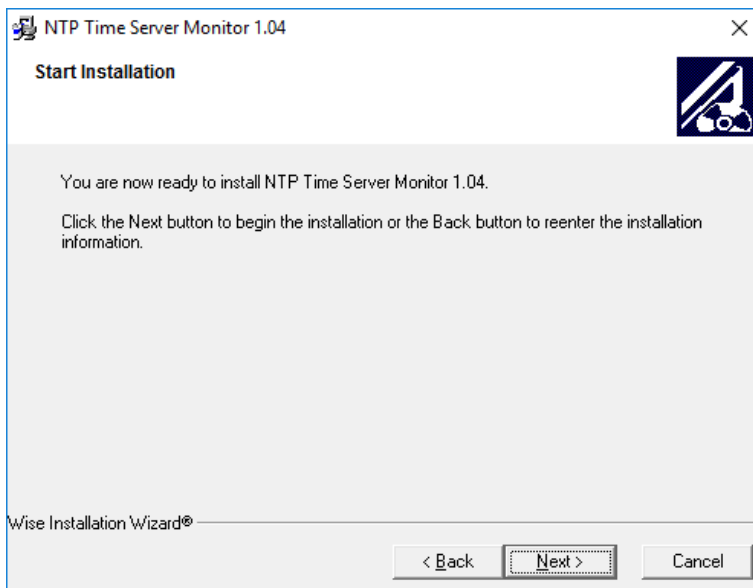 NTP Time Server Monitor 1.04
Start Installation
You are now ready to install NTP Time Server Monitor 1.04.
Click the Next button to begin the installation or the Back button to reenter the installation
information.
Wise Installation Wizard®
< Back
Next >
Cancel